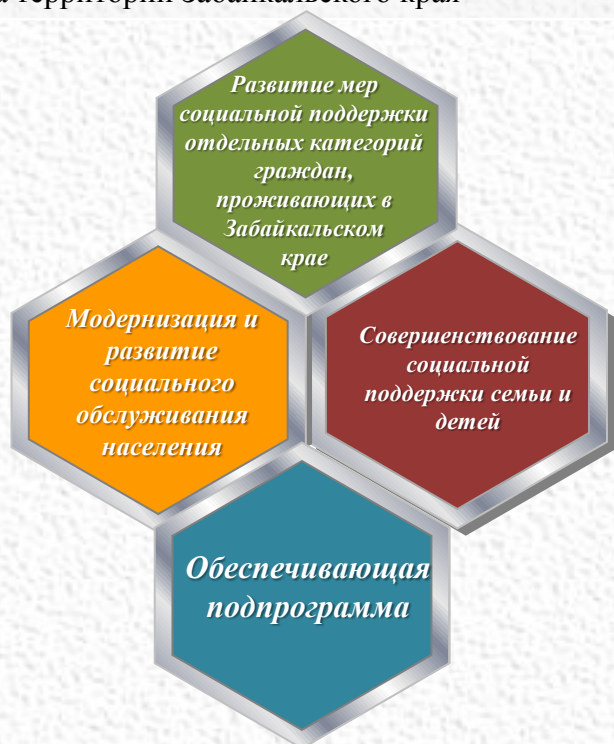 территории Забайкальского края
Развитие мер
социальной поддержки
отдельных категорий
граждан,
проживающих в
Забайкальском
крае
Модернизация и
развитие
социального
обслуживания
населения
Совершенствование
социальной
поддержки семьи и
детей
Обеспечивающая
подпрограмма